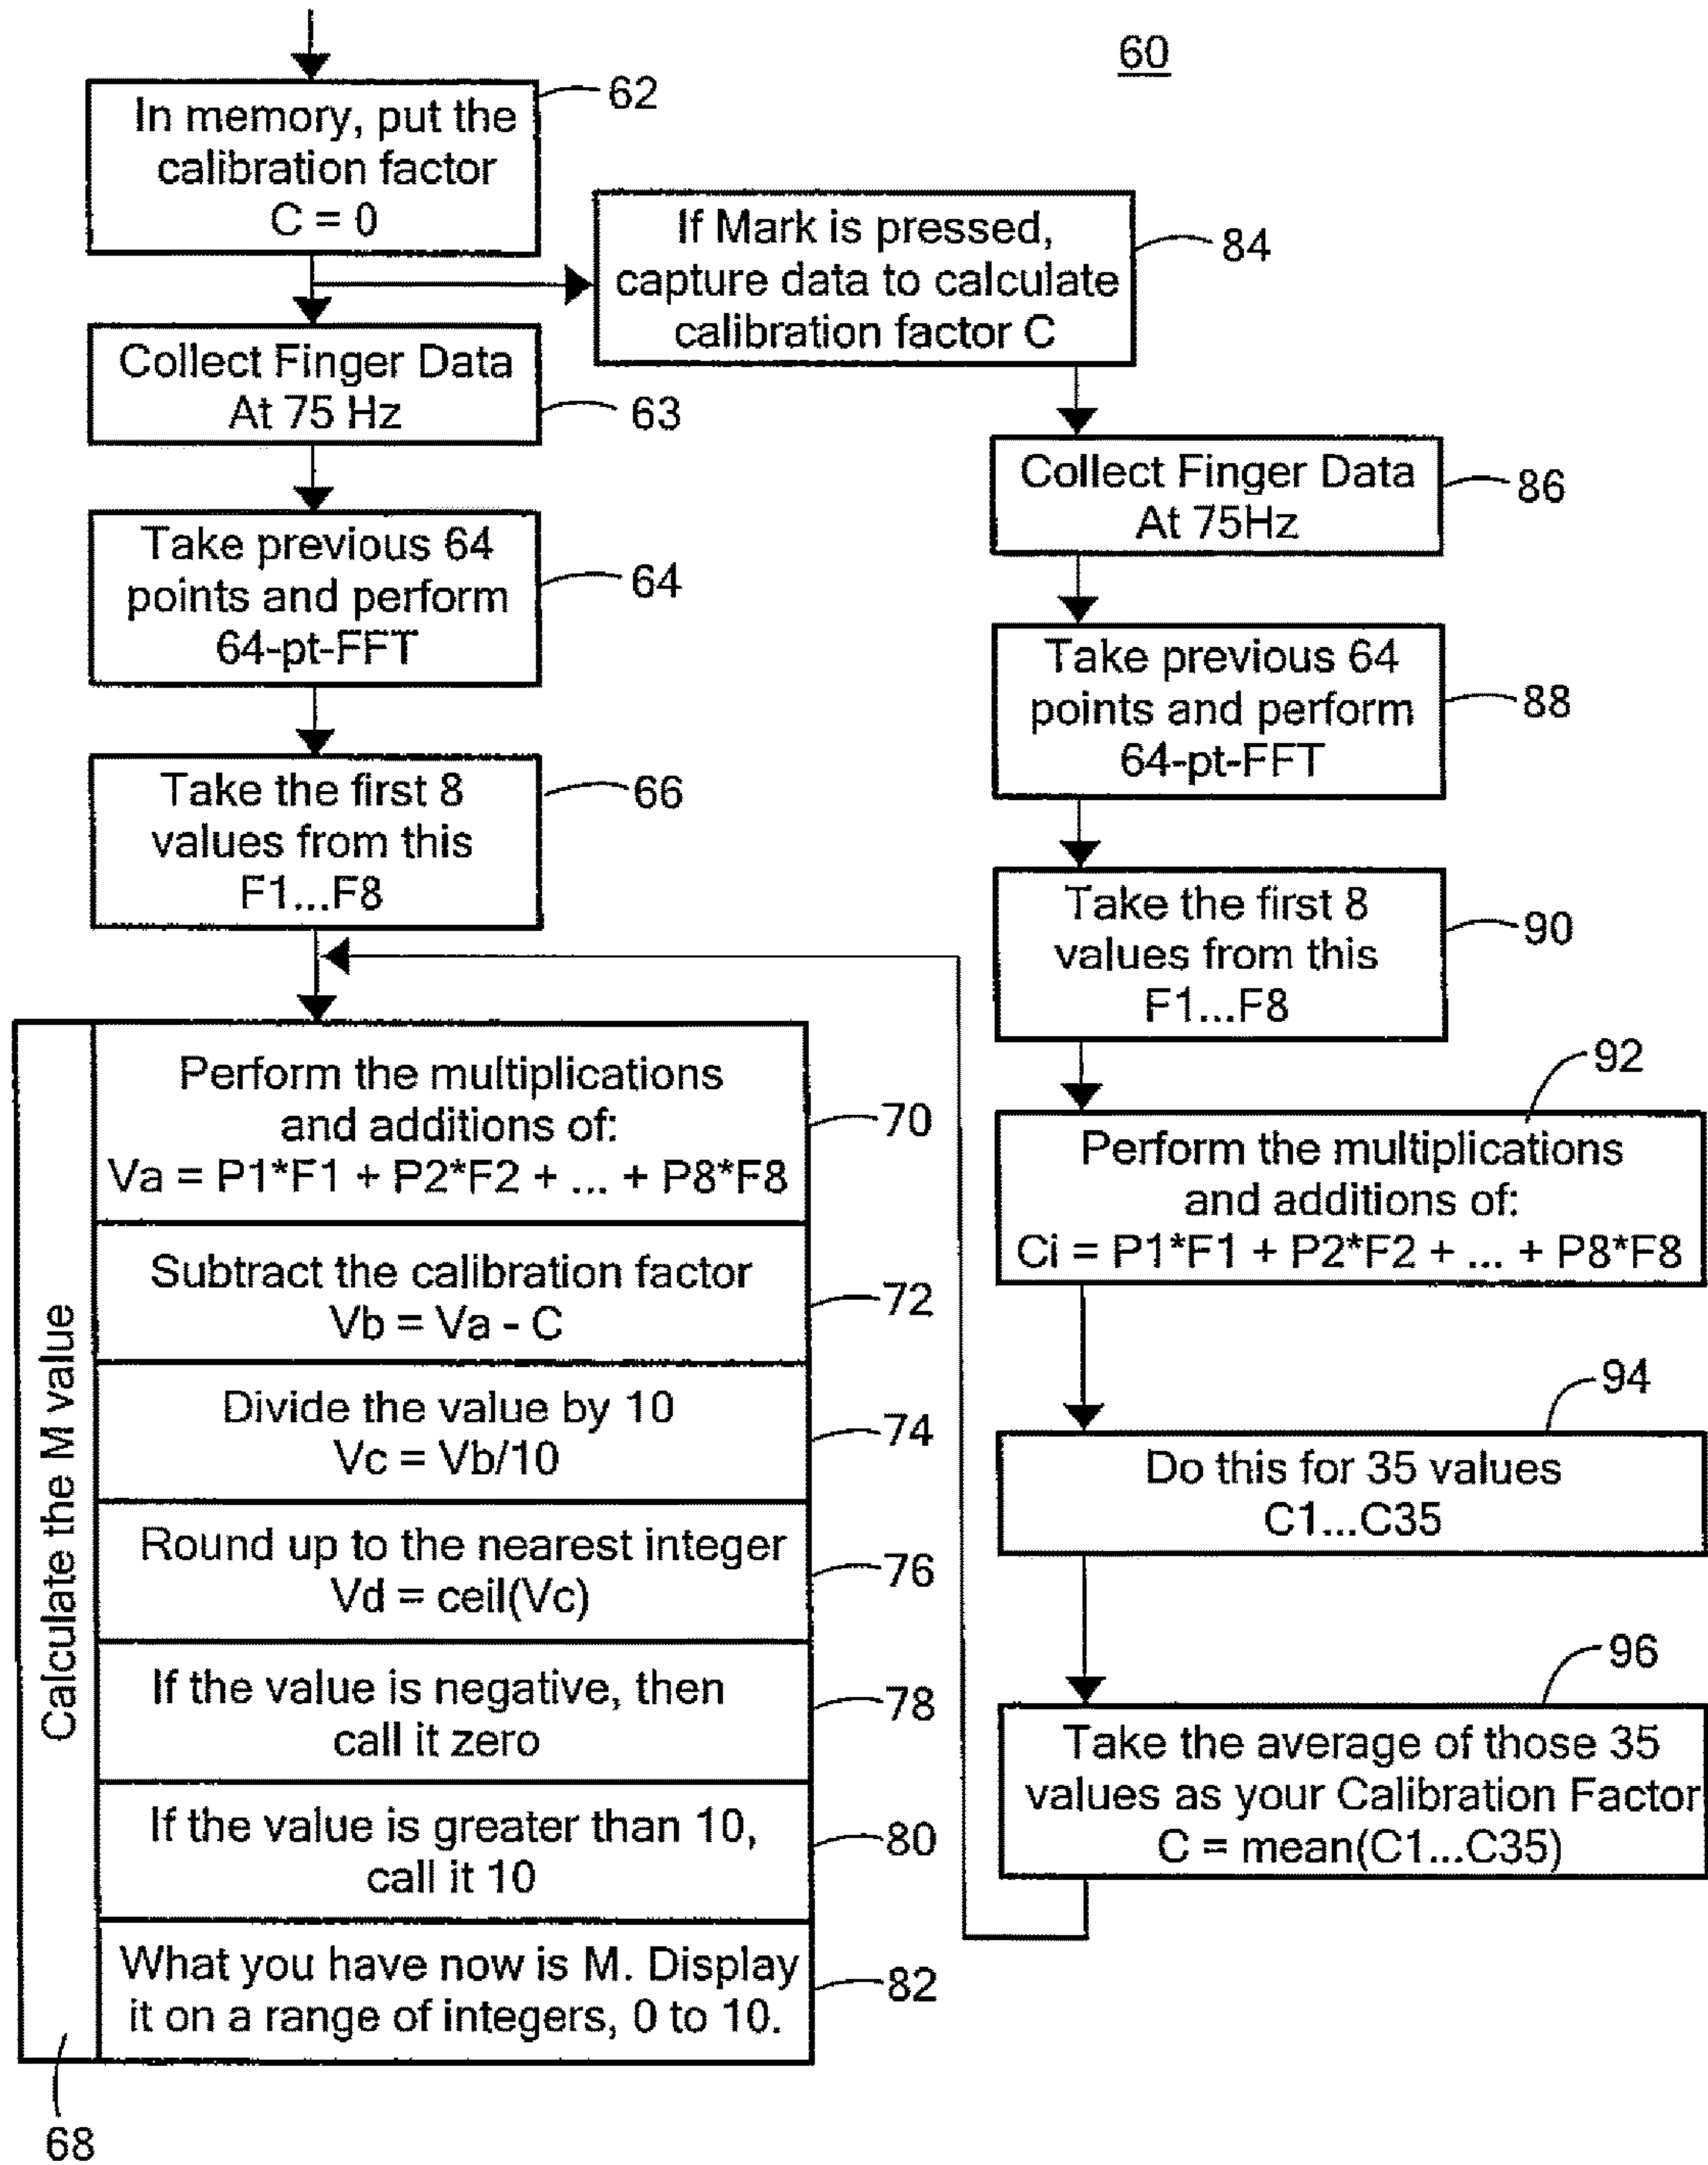 60
In memory, put the
calibration factor
C = 0
62
If Mark is pressed,
capture data to calculate
calibration factor C
84
Collect Finger Data
At 75 Hz
63
Collect Finger Data
At 75Hz
86
Take previous 64
points and perform
64-pt-FFT
64
Take previous 64
points and perform
64-pt-FFT
88
Take the first 8
values from this
F1...F8
66
Take the first 8
values from this
F1...F8
90
Calculate the M value
68
Perform the multiplications
and additions of:
Va = P1*F1 + P2*F2 + ... + P8*F8
70
Subtract the calibration factor
Vb = Va - C
72
Divide the value by 10
Vc = Vb/10
74
Round up to the nearest integer
Vd = ceil(Vc)
76
If the value is negative, then
call it zero
78
If the value is greater than 10,
call it 10
80
What you have now is M. Display
it on a range of integers, 0 to 10.
82
Perform the multiplications
and additions of:
Ci = P1*F1 + P2*F2 + ... + P8*F8
92
Do this for 35 values
C1...C35
94
Take the average of those 35
values as your Calibration Factor
C = mean(C1...C35)
96